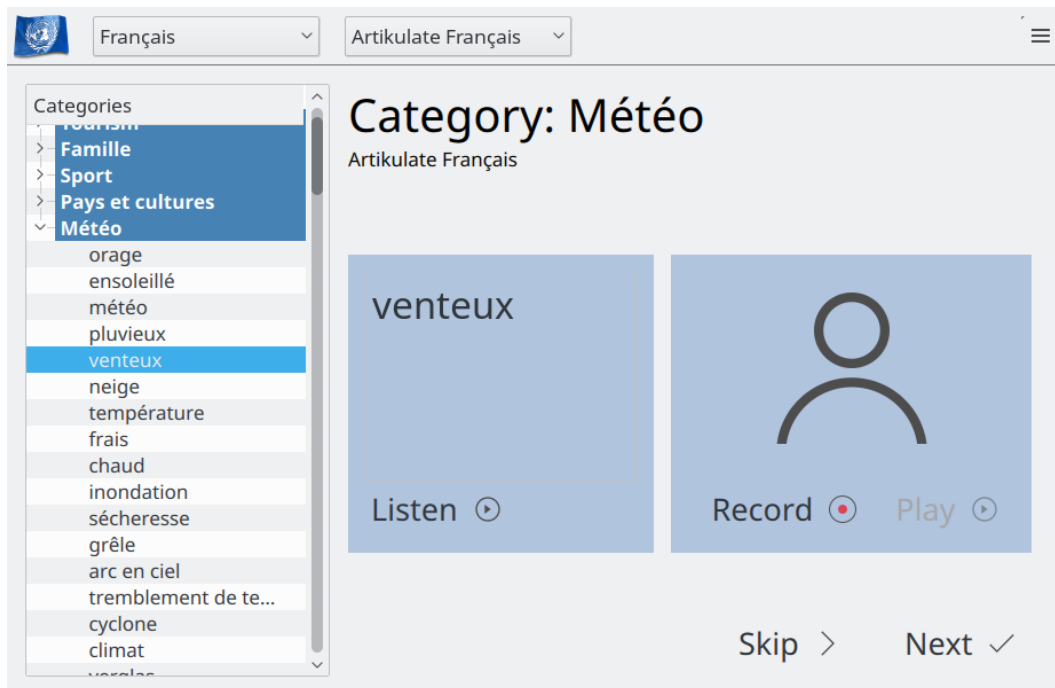 Français
Artikulate Français
Categories
Tourism
Famille
Sport
Pays et cultures
Météo
orage
ensoleillé
météo
pluvieux
venteux
neige
température
frais
chaud
inondation
sécheresse
grêle
arc en ciel
tremblement de te...
cyclone
climat
verglas
Category: Météo
Artikulate Français
venteux
Listen
Record
Play
Skip
Next